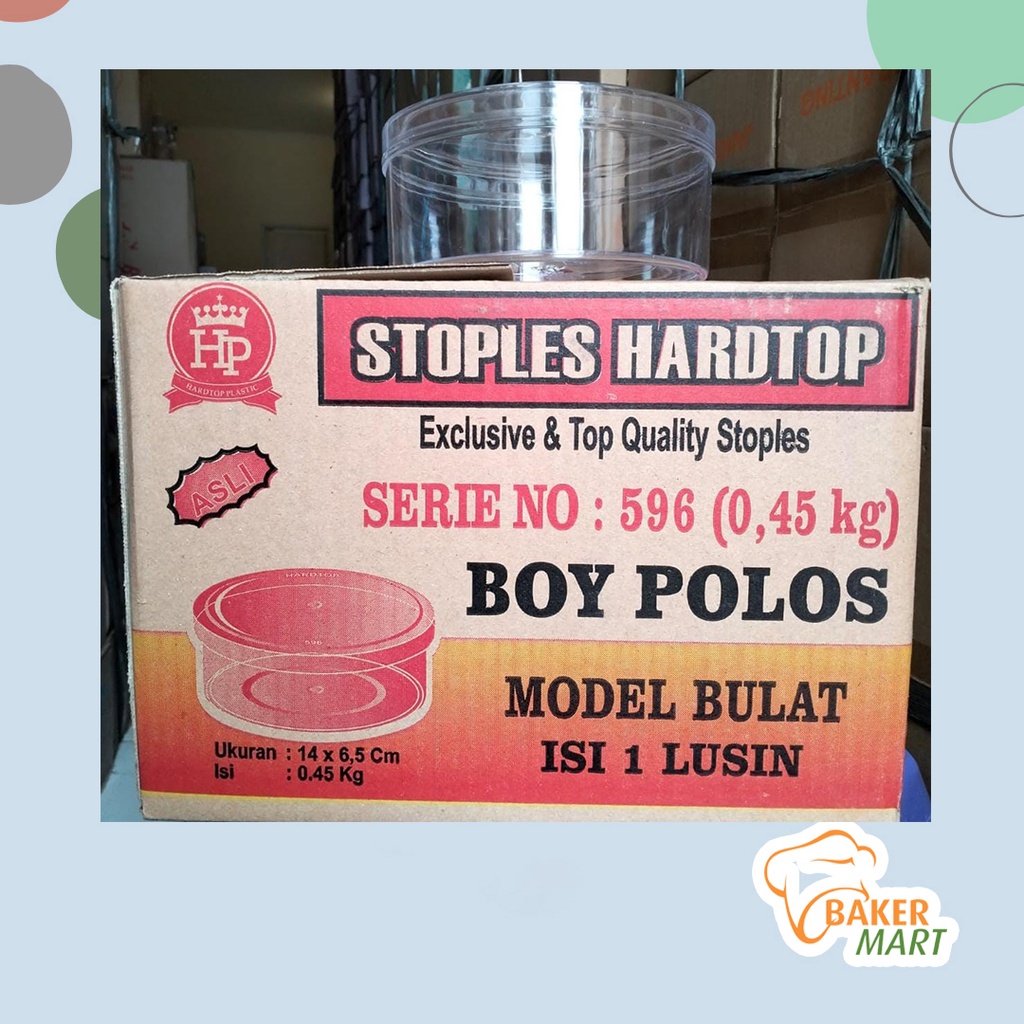 HP
HARDTOP PLASTIC
STOPLES HARDTOP
Exclusive & Top Quality Stoples
ASLI
SERIE NO : 596 (0,45 kg)
BOY POLOS
HARDTOP
596
MODEL BULAT
ISI 1 LUSIN
Ukuran : 14 x 6,5 Cm
Isi : 0.45 Kg
BAKER
MART